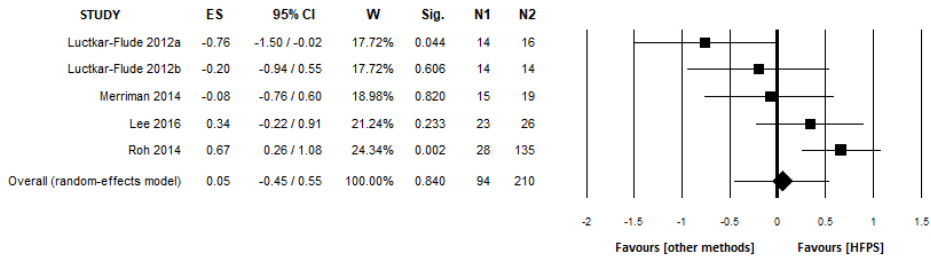 STUDY ES 95% CI W Sig. N1 N2
Luctkar-Flude 2012a -0.76 -1.50 / -0.02 17.72% 0.044 14 16
Luctkar-Flude 2012b -0.20 -0.94 / 0.55 17.72% 0.606 14 14
Merriman 2014 -0.08 -0.76 / 0.60 18.98% 0.820 15 19
Lee 2016 0.34 -0.22 / 0.91 21.24% 0.233 23 26
Roh 2014 0.67 0.26 / 1.08 24.34% 0.002 28 135
Overall (random-effects model) 0.05 -0.45 / 0.55 100.00% 0.840 94 210
-2 -1.5 -1 -0.5 0 0.5 1 1.5
Favours [other methods] Favours [HFPS]